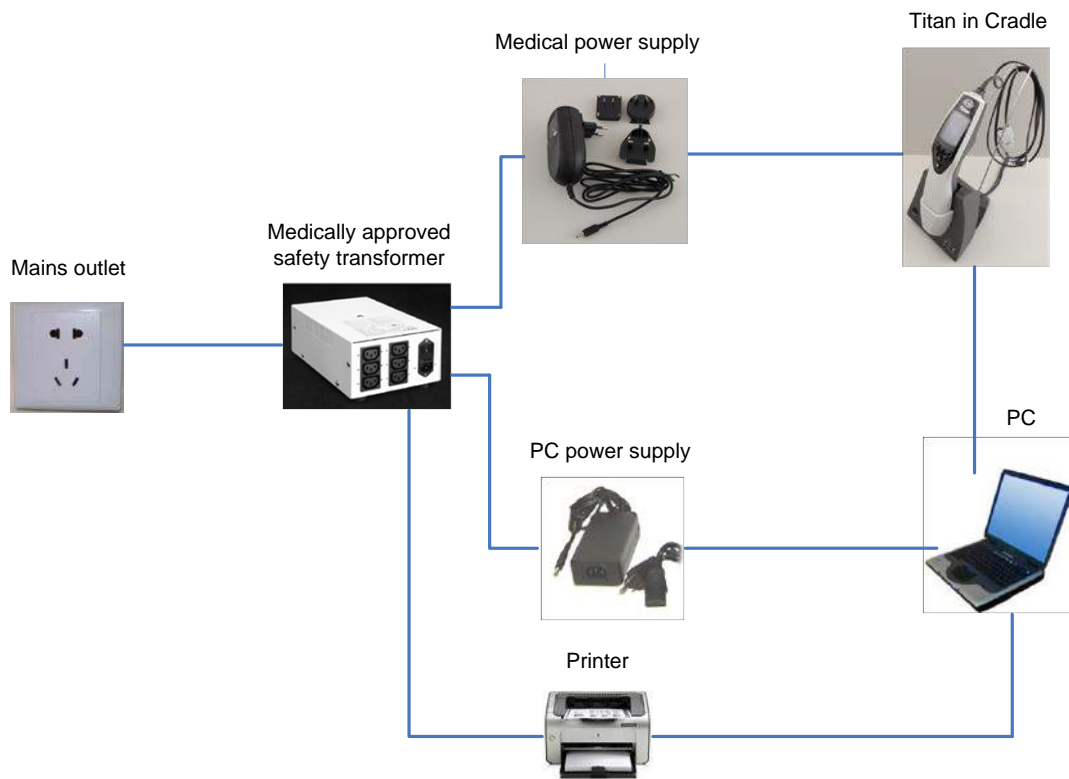 Titan in Cradle
Medical power supply
Medically approved
safety transformer
Mains outlet
PC
PC power supply
Printer